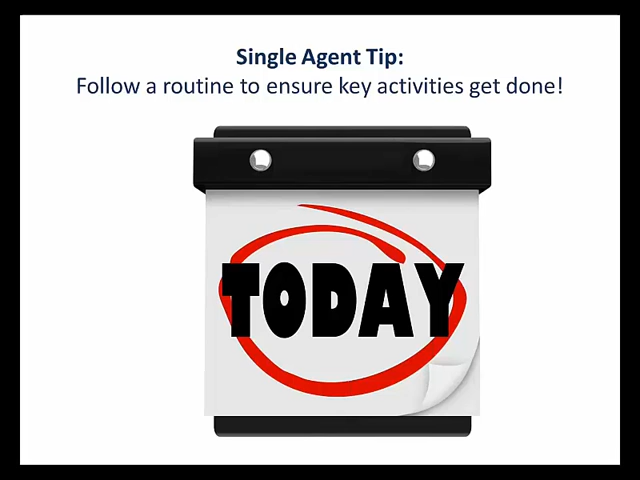 Single Agent Tip:
Follow a routine to ensure key activities get done!
TODAY